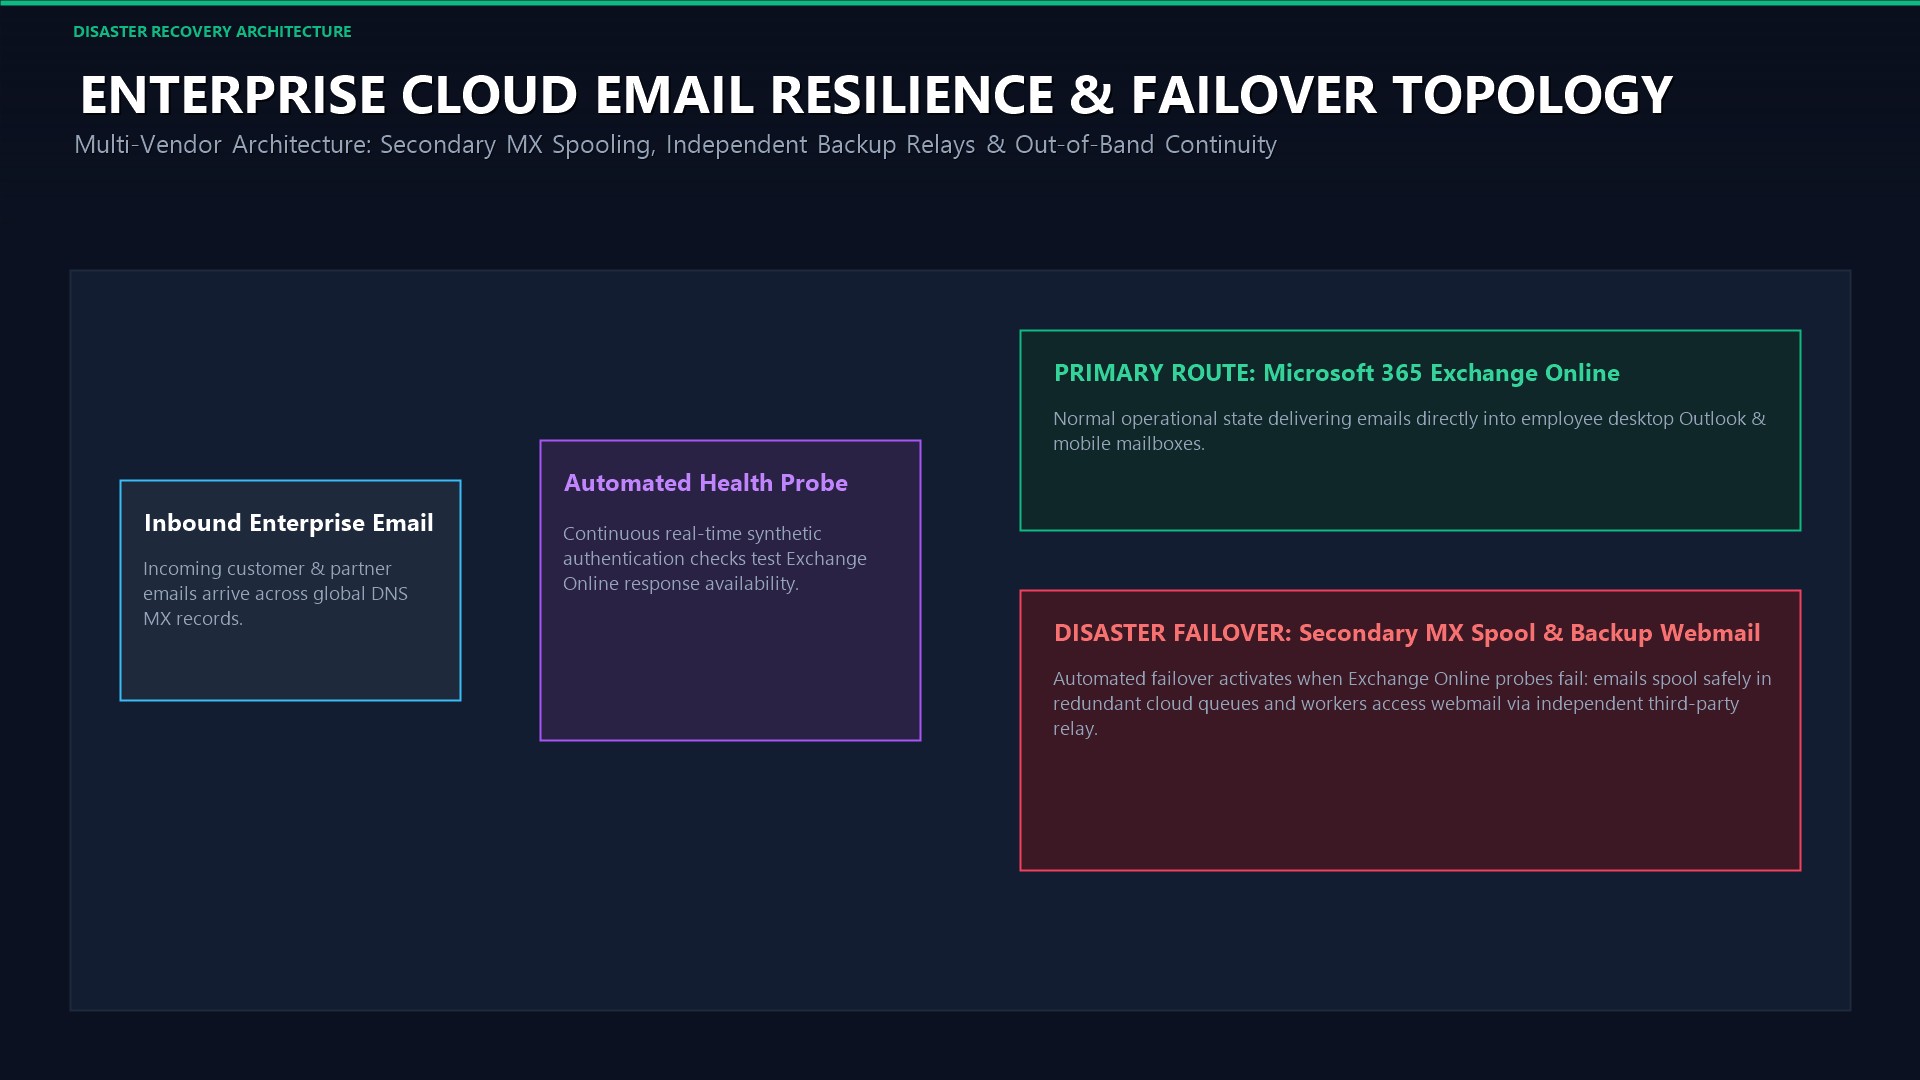 DISASTER RECOVERY ARCHITECTURE
ENTERPRISE CLOUD EMAIL RESILIENCE & FAILOVER TOPOLOGY
Multi-Vendor Architecture: Secondary MX Spooling, Independent Backup Relays & Out-of-Band Continuity
Inbound Enterprise Email
Incoming customer & partner
emails arrive across global DNS
MX records.
Automated Health Probe
Continuous real-time synthetic
authentication checks test Exchange
Online response availability.
PRIMARY ROUTE: Microsoft 365 Exchange Online
Normal operational state delivering emails directly into employee desktop Outlook &
mobile mailboxes.
DISASTER FAILOVER: Secondary MX Spool & Backup Webmail
Automated failover activates when Exchange Online probes fail: emails spool safely in
redundant cloud queues and workers access webmail via independent third-party
relay.